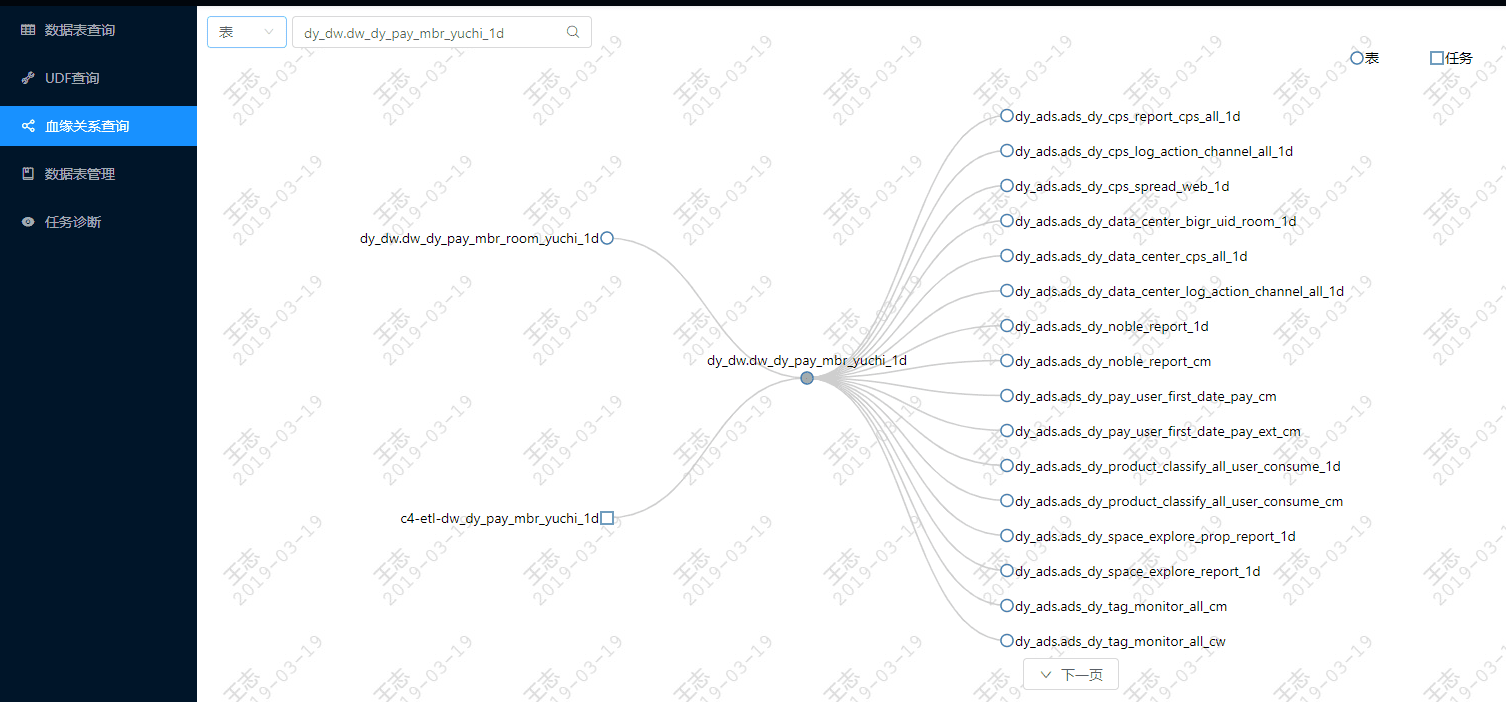 数据表查询
UDF查询
血缘关系查询
数据表管理
任务诊断
表
dy_dw.dw_dy_pay_mbr_yuchi_1d
表
任务
dy_dw.dw_dy_pay_mbr_room_yuchi_1d
c4-etl-dw_dy_pay_mbr_yuchi_1d
dy_dw.dw_dy_pay_mbr_yuchi_1d
dy_ads.ads_dy_cps_report_cps_all_1d
dy_ads.ads_dy_cps_log_action_channel_all_1d
dy_ads.ads_dy_cps_spread_web_1d
dy_ads.ads_dy_data_center_bigr_uid_room_1d
dy_ads.ads_dy_data_center_cps_all_1d
dy_ads.ads_dy_data_center_log_action_channel_all_1d
dy_ads.ads_dy_noble_report_1d
dy_ads.ads_dy_noble_report_cm
dy_ads.ads_dy_pay_user_first_date_pay_cm
dy_ads.ads_dy_pay_user_first_date_pay_ext_cm
dy_ads.ads_dy_product_classify_all_user_consume_1d
dy_ads.ads_dy_product_classify_all_user_consume_cm
dy_ads.ads_dy_space_explore_prop_report_1d
dy_ads.ads_dy_space_explore_report_1d
dy_ads.ads_dy_tag_monitor_all_cm
dy_ads.ads_dy_tag_monitor_all_cw
下一页
王志
2019-03-19